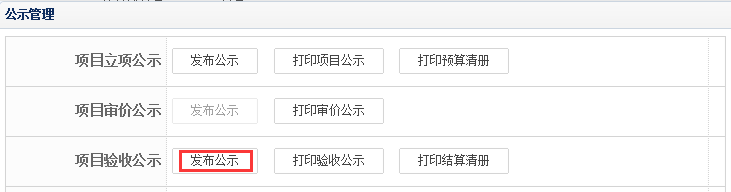 公示管理
项目立项公示 发布公示 打印项目公示 打印预算清册
项目审价公示 发布公示 打印审价公示
项目验收公示 发布公示 打印验收公示 打印结算清册